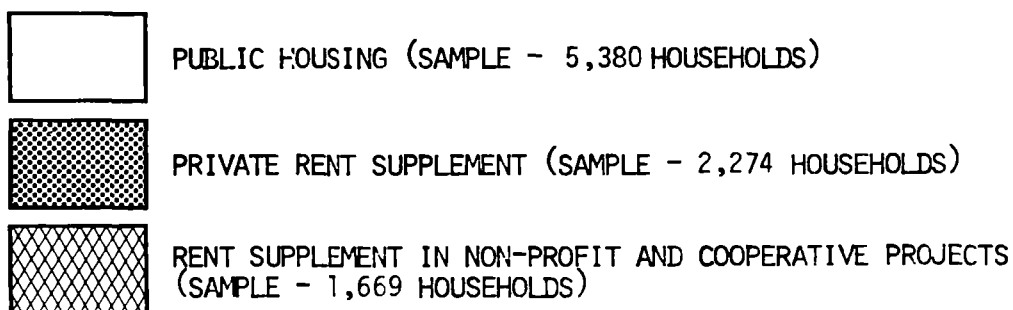 PUBLIC HOUSING (SAMPLE - 5,380 HOUSEHOLDS)
PRIVATE RENT SUPPLEMENT (SAMPLE - 2,274 HOUSEHOLDS)
RENT SUPPLEMENT IN NON-PROFIT AND COOPERATIVE PROJECTS
(SAMPLE - 1,669 HOUSEHOLDS)